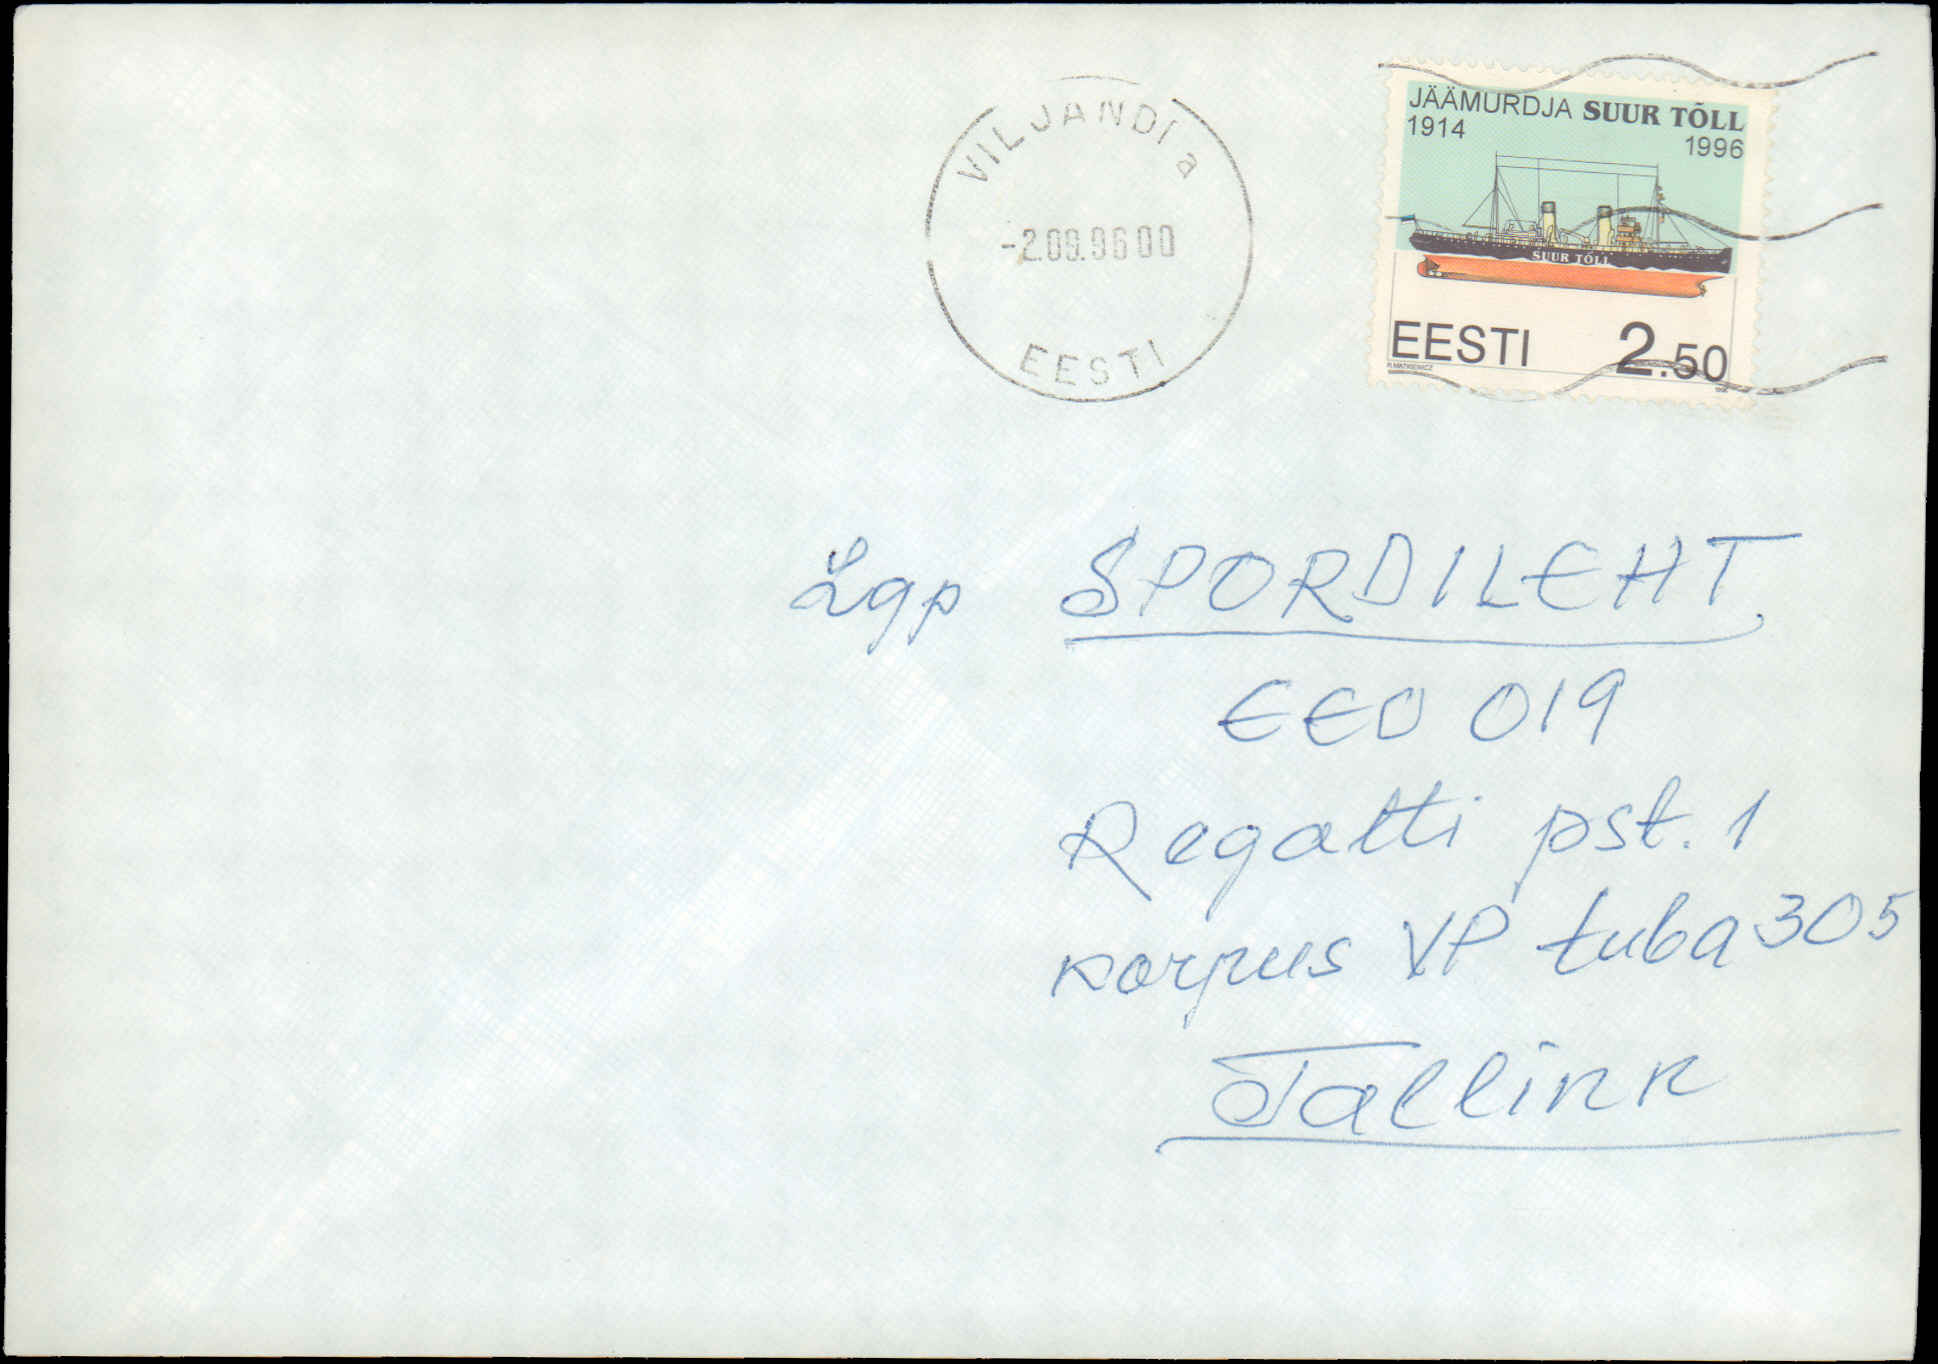 VILJANDI a
-2.09.96 00
EESTI
JÄÄMURDJA SUUR TÕLL
1914 1996
SUUR TÕLL
EESTI 2.50
R.MATKIEWICZ
Lgp SPORDILEHT
EE0 019
Regatti pst. 1
korpus VP tuba 305
Tallinn